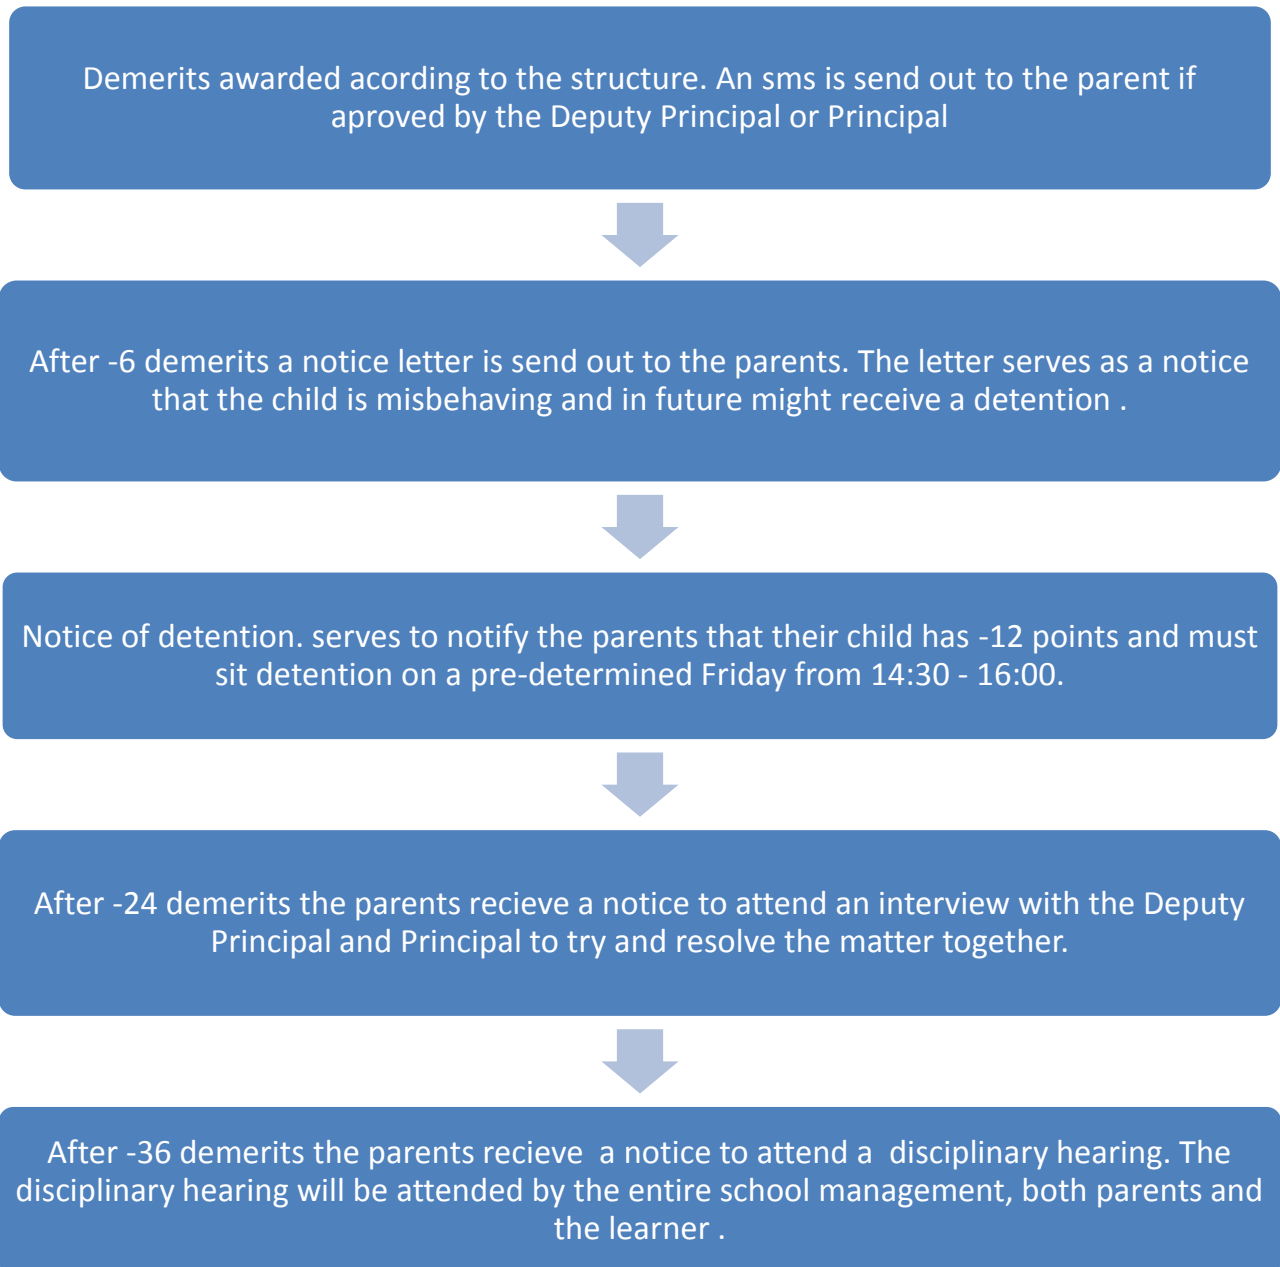 Demerits awarded acording to the structure. An sms is send out to the parent if
aproved by the Deputy Principal or Principal
After -6 demerits a notice letter is send out to the parents. The letter serves as a notice
that the child is misbehaving and in future might receive a detention .
Notice of detention. serves to notify the parents that their child has -12 points and must
sit detention on a pre-determined Friday from 14:30 - 16:00.
After -24 demerits the parents recieve a notice to attend an interview with the Deputy
Principal and Principal to try and resolve the matter together.
After -36 demerits the parents recieve  a notice to attend a  disciplinary hearing. The
disciplinary hearing will be attended by the entire school management, both parents and
the learner .